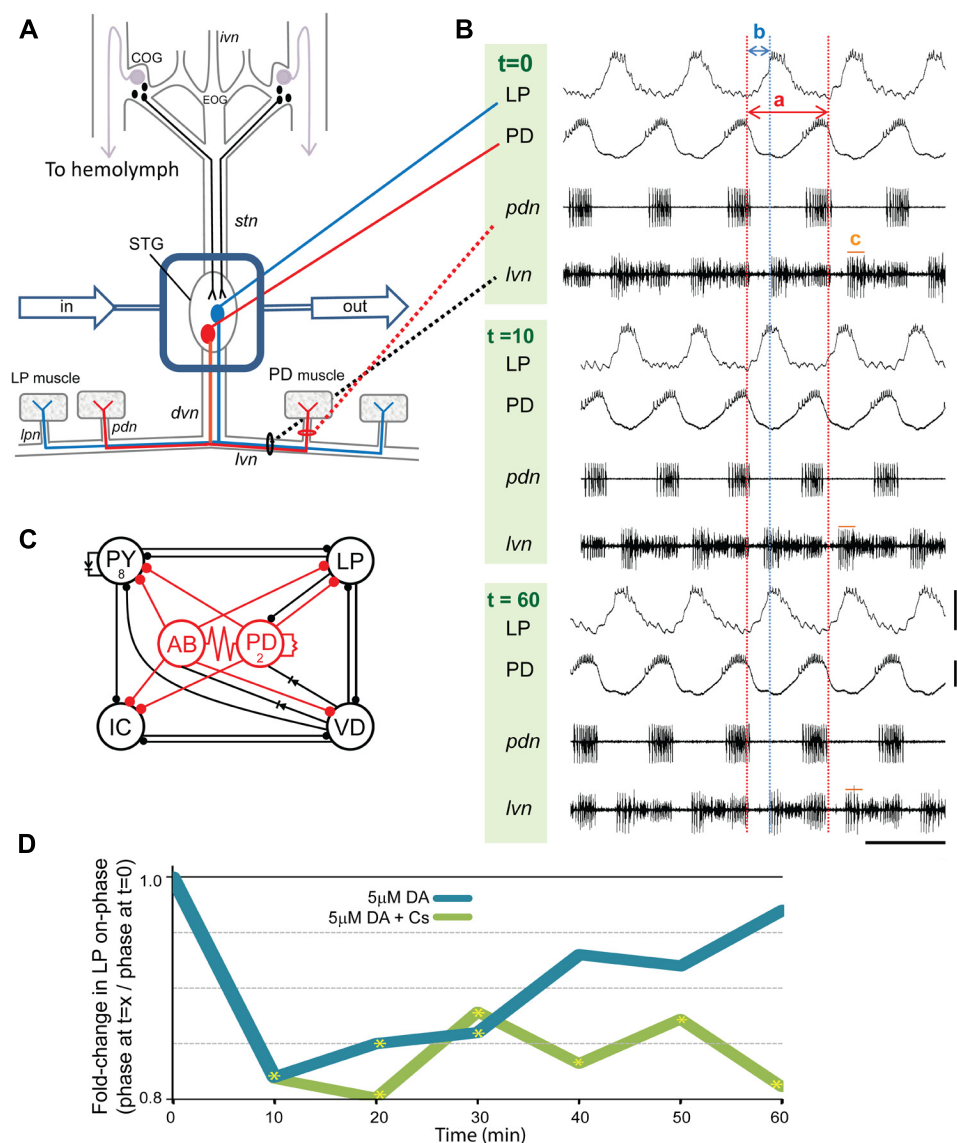 A
ivn
COG
EOG
To hemolymph
stn
STG
in
out
LP muscle
PD muscle
lpn
pdn
dvn
lvn
B
t=0
LP
PD
pdn
lvn
b
a
c
t =10
LP
PD
pdn
lvn
t = 60
LP
PD
pdn
lvn
C
PY
8
LP
AB
PD
2
IC
VD
D
Fold-change in LP on-phase
(phase at t=x / phase at t=0)
1.0
0.8
5µM DA
5µM DA + Cs
0 10 20 30 40 50 60
Time (min)